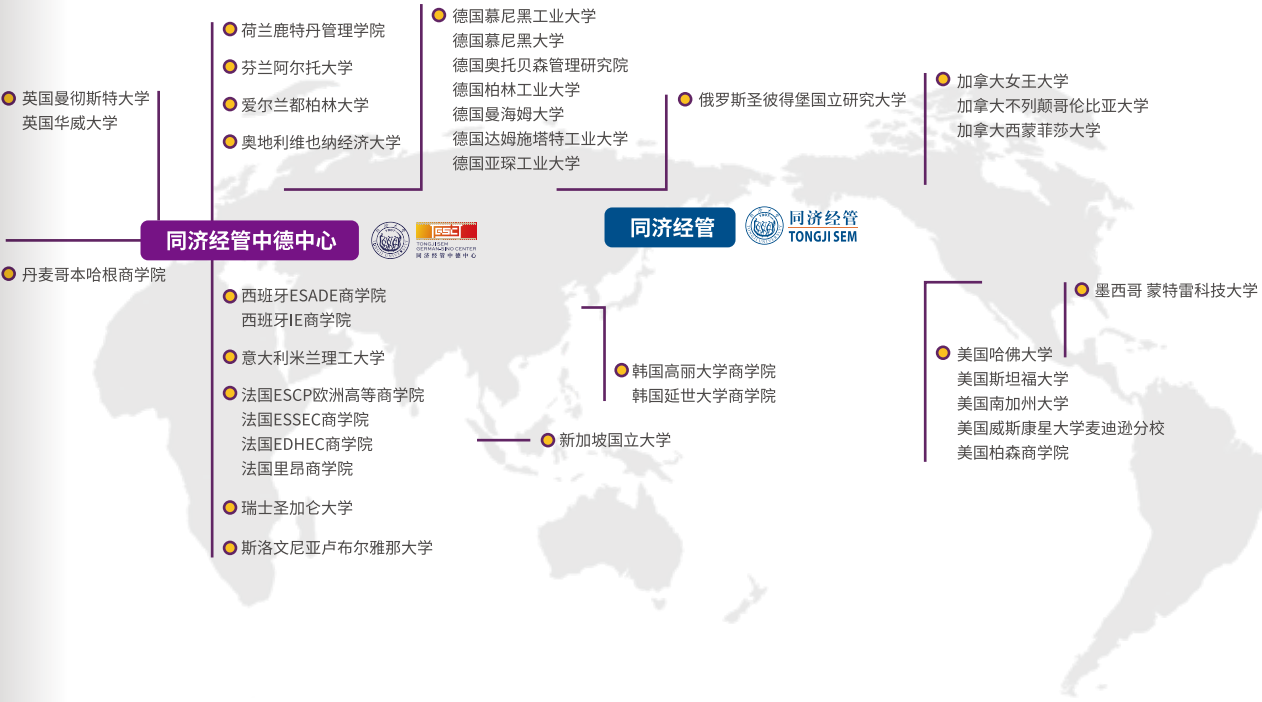 英国曼彻斯特大学
英国华威大学
荷兰鹿特丹管理学院
芬兰阿尔托大学
爱尔兰都柏林大学
奥地利维也纳经济大学
德国慕尼黑工业大学
德国慕尼黑大学
德国奥托贝森管理研究院
德国柏林工业大学
德国曼海姆大学
德国达姆施塔特工业大学
德国亚琛工业大学
俄罗斯圣彼得堡国立研究大学
加拿大女王大学
加拿大不列颠哥伦比亚大学
加拿大西蒙菲莎大学
同济经管中德中心
GSC
TONGJI SEM
GERMAN-SINO CENTER
同济经管中德中心
同济经管
同济经管
TONGJI SEM
丹麦哥本哈根商学院
西班牙ESADE商学院
西班牙IE商学院
意大利米兰理工大学
法国ESCP欧洲高等商学院
法国ESSEC商学院
法国EDHEC商学院
法国里昂商学院
瑞士圣加仑大学
斯洛文尼亚卢布尔雅那大学
韩国高丽大学商学院
韩国延世大学商学院
新加坡国立大学
墨西哥 蒙特雷科技大学
美国哈佛大学
美国斯坦福大学
美国南加州大学
美国威斯康星大学麦迪逊分校
美国柏森商学院